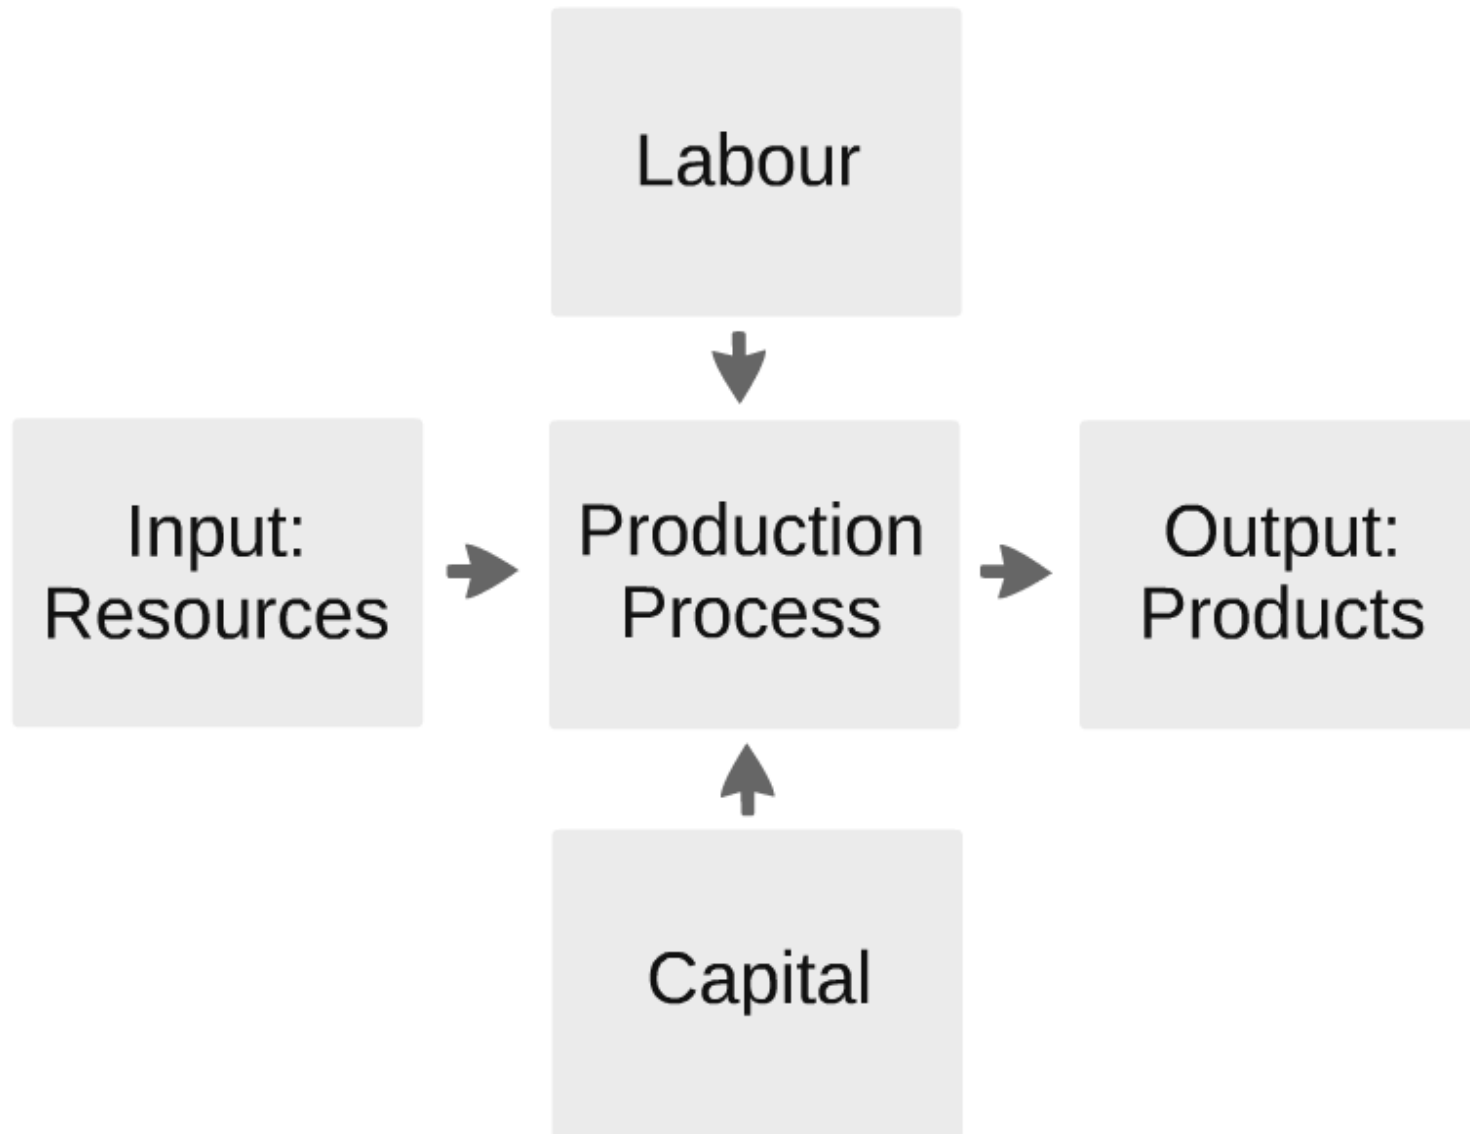 Labour
Input:
Resources
Production
Process
Output:
Products
Capital